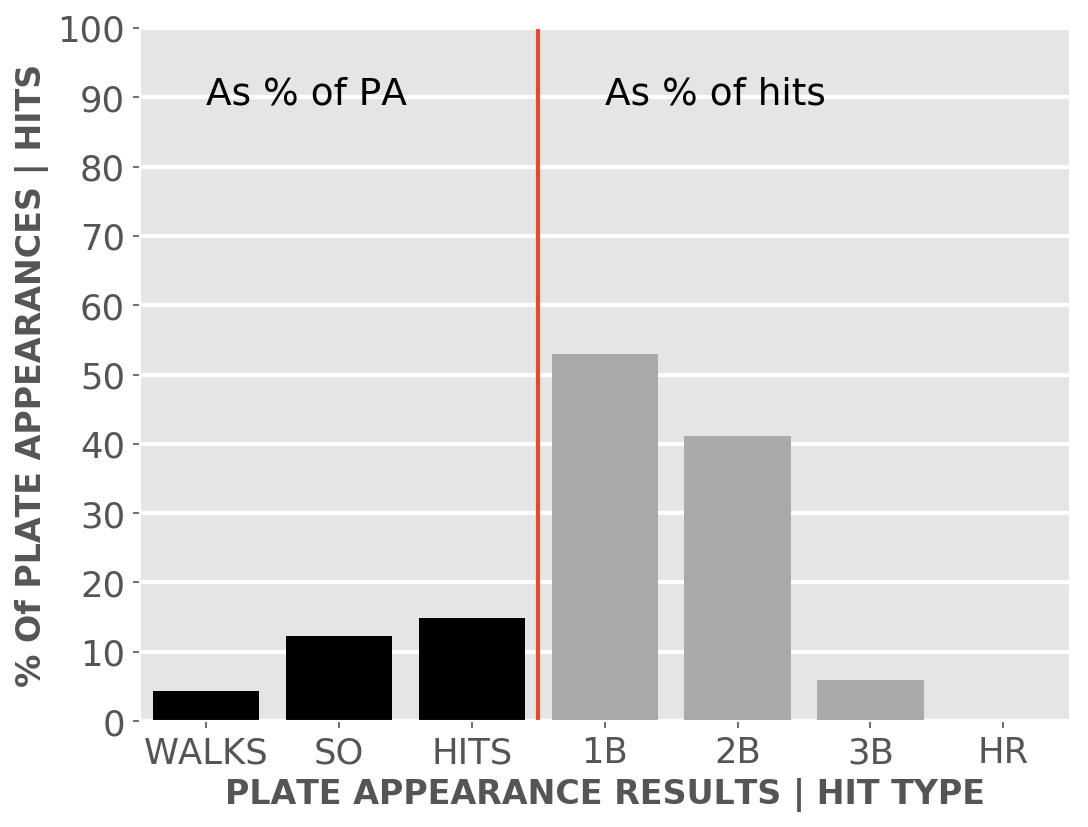 % Of PLATE APPEARANCES | HITS
100
90
80
70
60
50
40
30
20
10
0
As % of PA
As % of hits
WALKS SO HITS 1B 2B 3B HR
PLATE APPEARANCE RESULTS | HIT TYPE